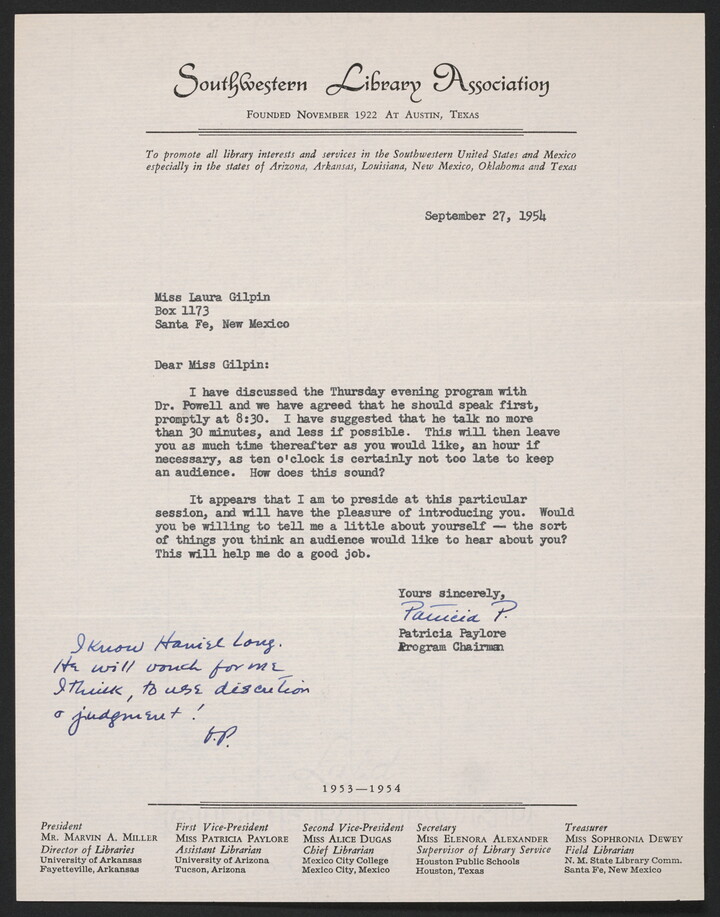 Southwestern Library Association
Founded November 1922 At Austin, Texas
To promote all library interests and services in the Southwestern United States and Mexico
especially in the states of Arizona, Arkansas, Louisiana, New Mexico, Oklahoma and Texas
September 27, 1954
Miss Laura Gilpin
Box 1173
Santa Fe, New Mexico
Dear Miss Gilpin:
I have discussed the Thursday evening program with
Dr. Powell and we have agreed that he should speak first,
promptly at 8:30. I have suggested that he talk no more
than 30 minutes, and less if possible. This will then leave
you as much time thereafter as you would like, an hour if
necessary, as ten o'clock is certainly not too late to keep
an audience. How does this sound?
It appears that I am to preside at this particular
session, and will have the pleasure of introducing you. Would
you be willing to tell me a little about yourself — the sort
of things you think an audience would like to hear about you?
This will help me do a good job.
Yours sincerely,
Patricia P.
Patricia Paylore
Program Chairman
I know Haniel Long.
He will vouch for me
I think, to use discretion
& judgment!
P.P.
1953—1954
President
Mr. Marvin A. Miller
Director of Libraries
University of Arkansas
Fayetteville, Arkansas
First Vice-President
Miss Patricia Paylore
Assistant Librarian
University of Arizona
Tucson, Arizona
Second Vice-President
Miss Alice Dugas
Chief Librarian
Mexico City College
Mexico City, Mexico
Secretary
Miss Elenora Alexander
Supervisor of Library Service
Houston Public Schools
Houston, Texas
Treasurer
Miss Sophronia Dewey
Field Librarian
N. M. State Library Comm.
Santa Fe, New Mexico